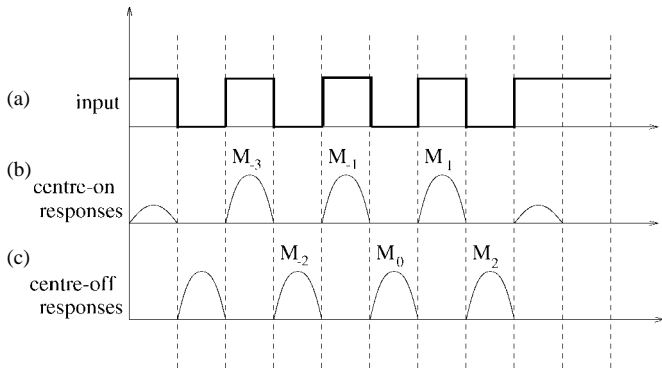 (a)
input
(b)
M-3 M-1 M1
centre-on
responses
(c)
M-2 M0 M2
centre-off
responses